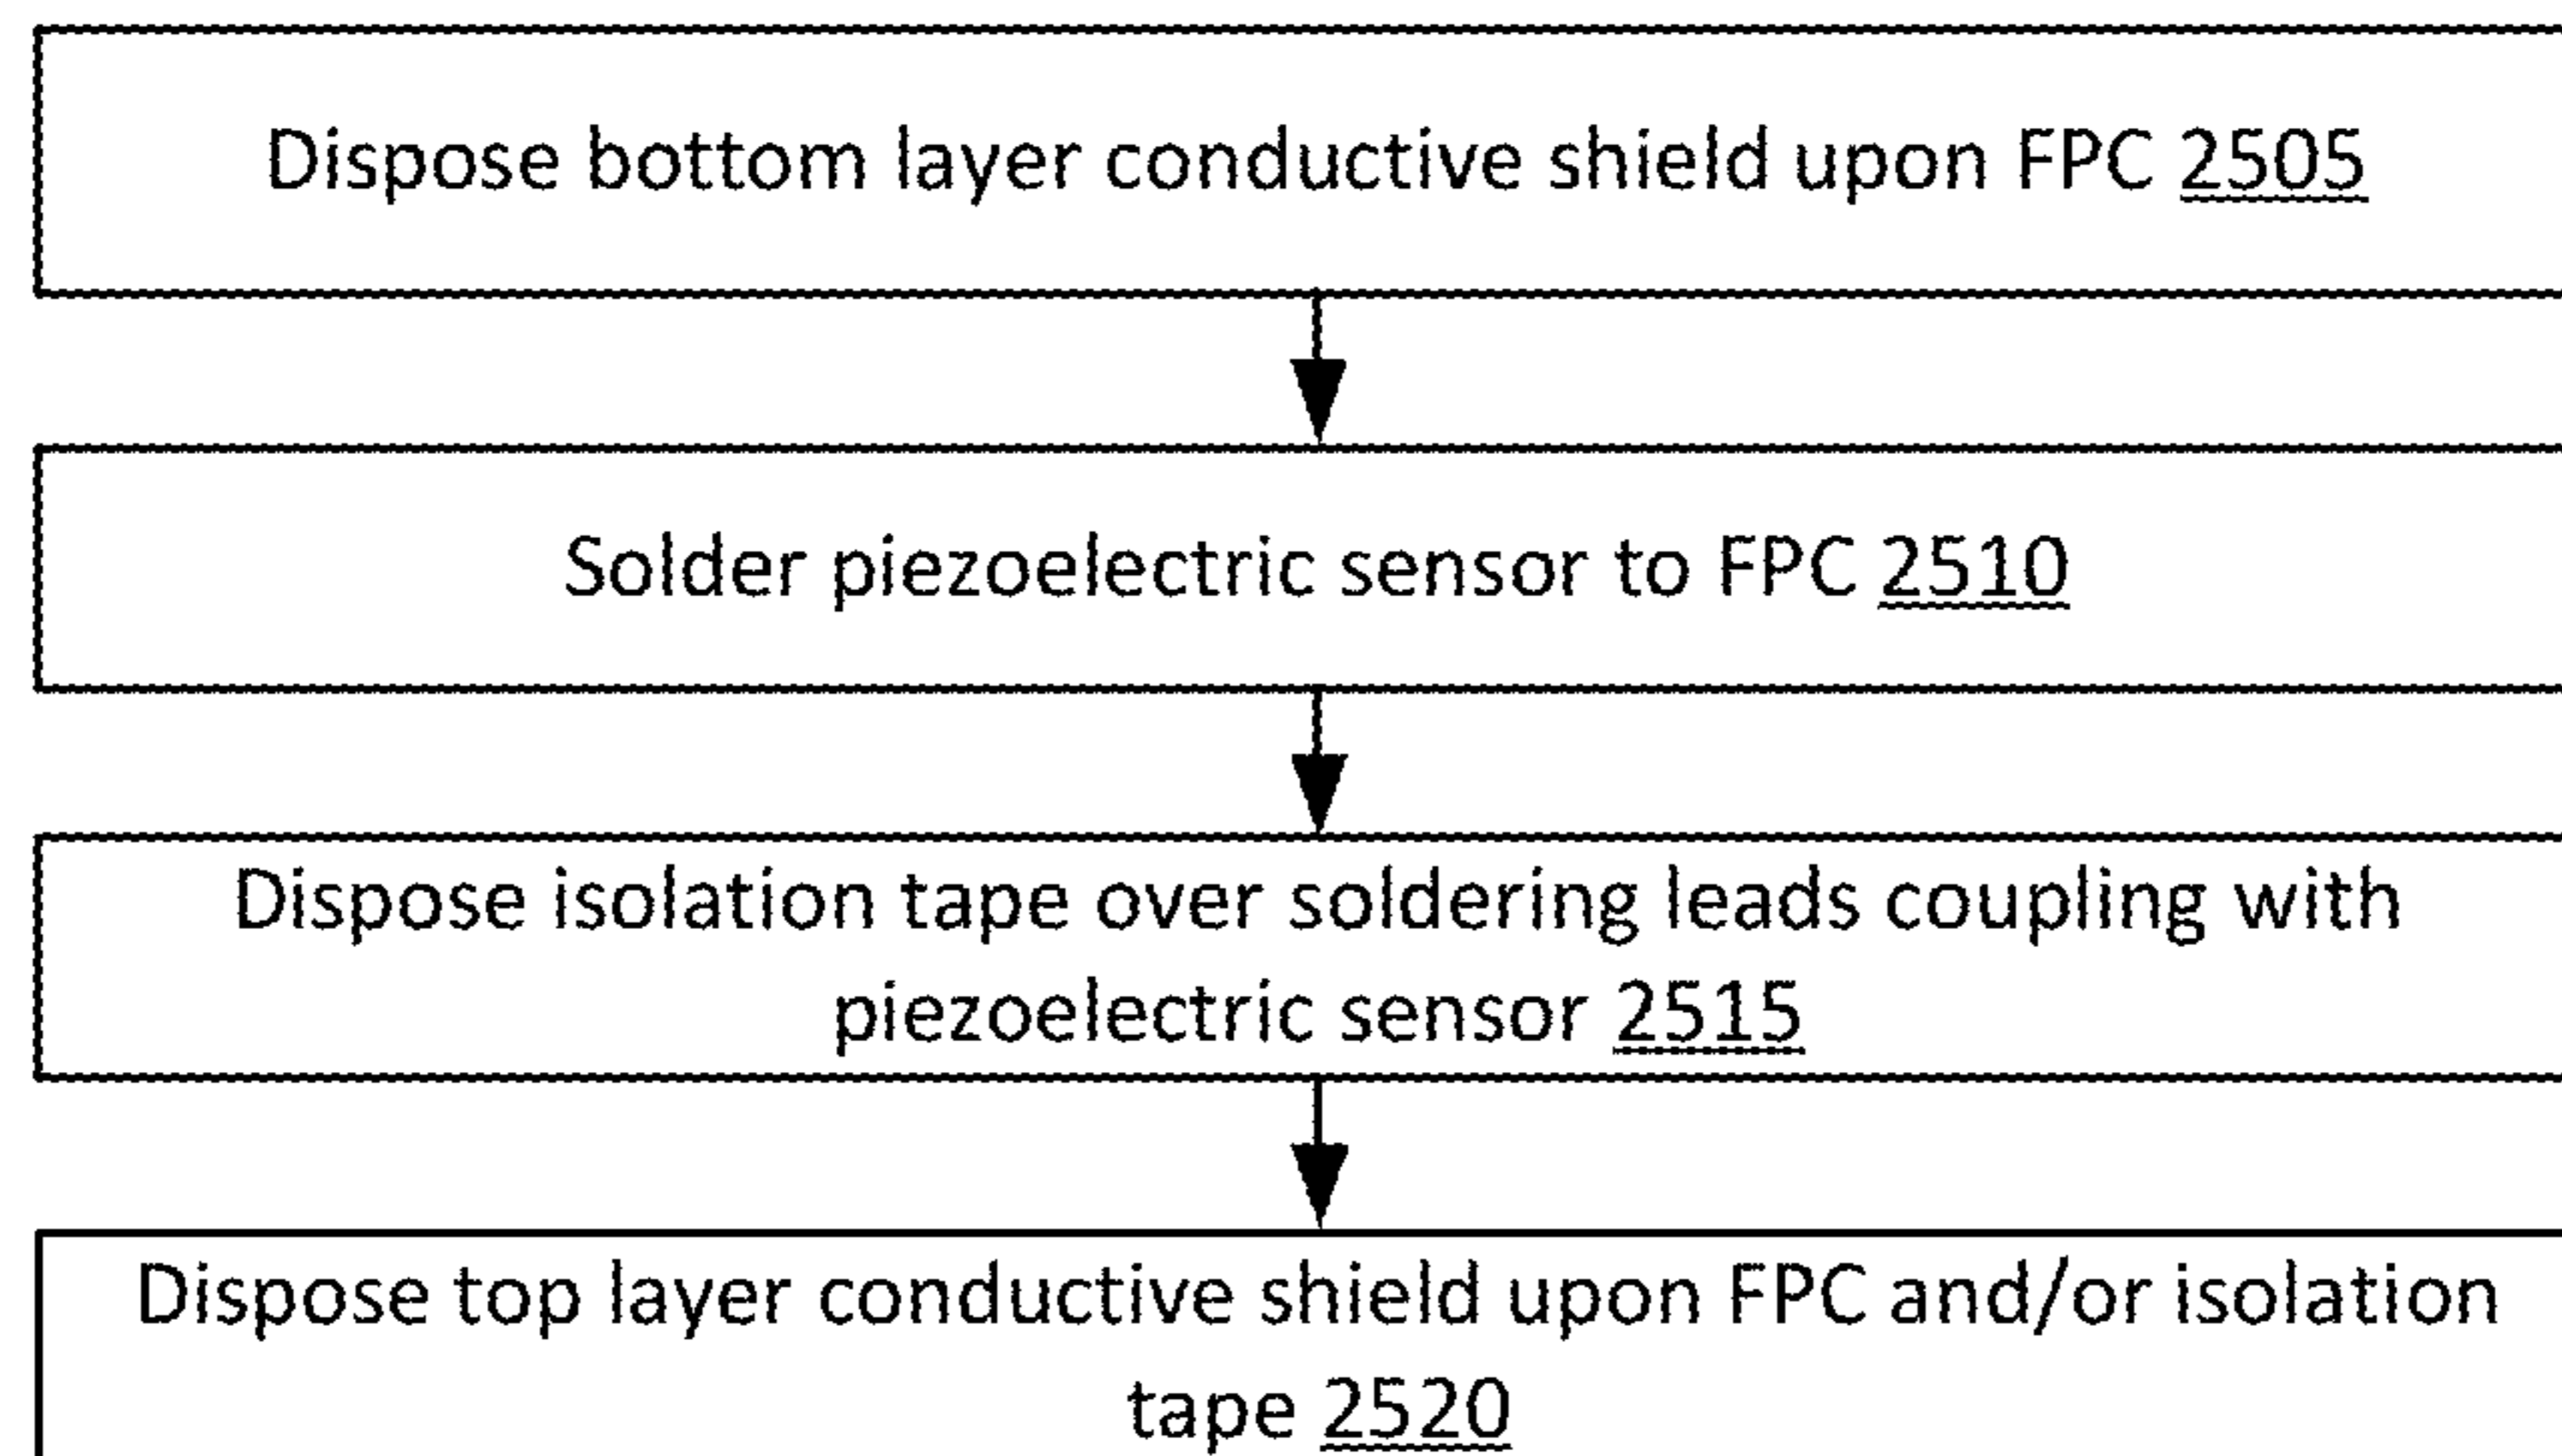 Dispose bottom layer conductive shield upon FPC 2505
Solder piezoelectric sensor to FPC 2510
Dispose isolation tape over soldering leads coupling with
piezoelectric sensor 2515
Dispose top layer conductive shield upon FPC and/or isolation
tape 2520